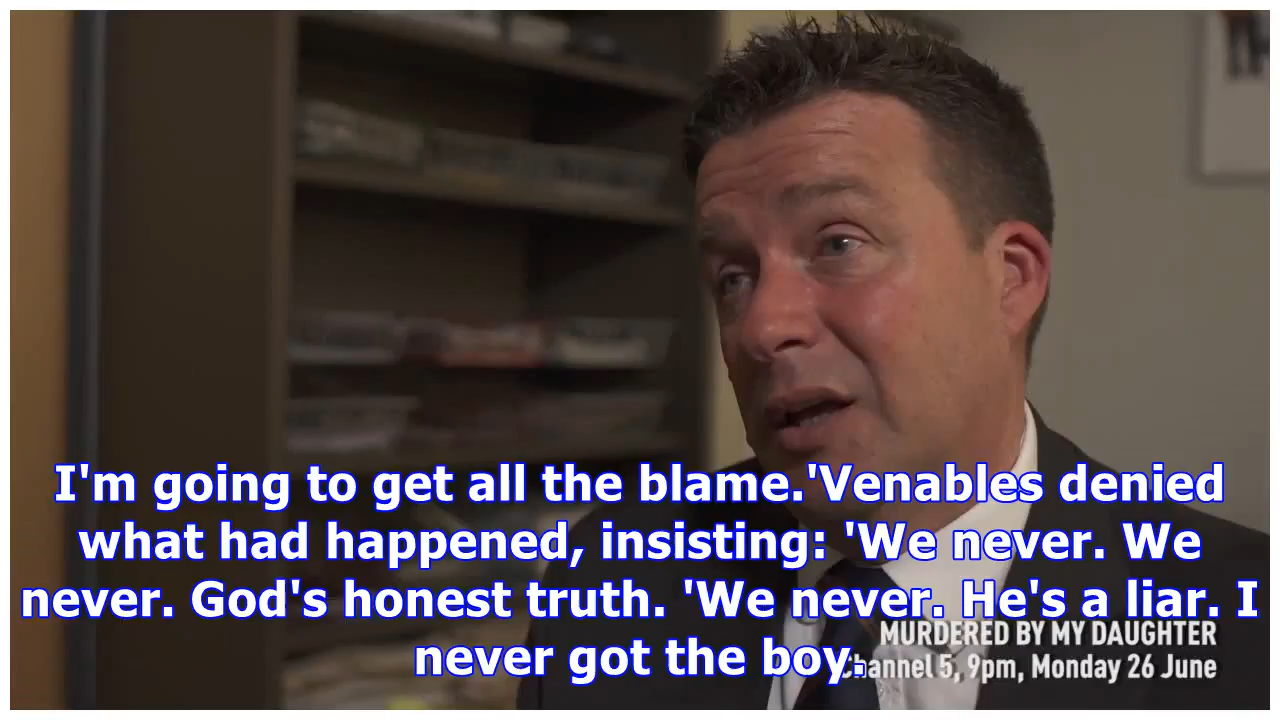 I'm going to get all the blame.'Venables denied
what had happened, insisting: 'We never. We
never. God's honest truth. 'We never. He's a liar. I
never got the boy.
MURDERED BY MY DAUGHTER
Channel 5, 9pm, Monday 26 June